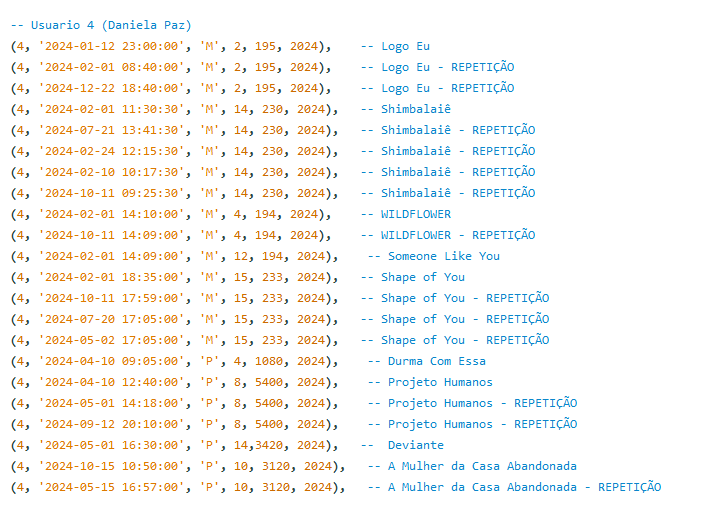 -- Usuario 4 (Daniela Paz)
(4, '2024-01-12 23:00:00', 'M', 2, 195, 2024),    -- Logo Eu
(4, '2024-02-01 08:40:00', 'M', 2, 195, 2024),    -- Logo Eu - REPETIÇÃO
(4, '2024-12-22 18:40:00', 'M', 2, 195, 2024),    -- Logo Eu - REPETIÇÃO
(4, '2024-02-01 11:30:30', 'M', 14, 230, 2024),   -- Shimbalaiê
(4, '2024-07-21 13:41:30', 'M', 14, 230, 2024),   -- Shimbalaiê - REPETIÇÃO
(4, '2024-02-24 12:15:30', 'M', 14, 230, 2024),   -- Shimbalaiê - REPETIÇÃO
(4, '2024-02-10 10:17:30', 'M', 14, 230, 2024),   -- Shimbalaiê - REPETIÇÃO
(4, '2024-10-11 09:25:30', 'M', 14, 230, 2024),   -- Shimbalaiê - REPETIÇÃO
(4, '2024-02-01 14:10:00', 'M', 4, 194, 2024),    -- WILDFLOWER
(4, '2024-10-11 14:09:00', 'M', 4, 194, 2024),    -- WILDFLOWER - REPETIÇÃO
(4, '2024-02-01 14:09:00', 'M', 12, 194, 2024),    -- Someone Like You
(4, '2024-02-01 18:35:00', 'M', 15, 233, 2024),   -- Shape of You
(4, '2024-10-11 17:59:00', 'M', 15, 233, 2024),   -- Shape of You - REPETIÇÃO
(4, '2024-07-20 17:05:00', 'M', 15, 233, 2024),   -- Shape of You - REPETIÇÃO
(4, '2024-05-02 17:05:00', 'M', 15, 233, 2024),   -- Shape of You - REPETIÇÃO
(4, '2024-04-10 09:05:00', 'P', 4, 1080, 2024),    -- Durma Com Essa
(4, '2024-04-10 12:40:00', 'P', 8, 5400, 2024),    -- Projeto Humanos
(4, '2024-05-01 14:18:00', 'P', 8, 5400, 2024),    -- Projeto Humanos - REPETIÇÃO
(4, '2024-09-12 20:10:00', 'P', 8, 5400, 2024),    -- Projeto Humanos - REPETIÇÃO
(4, '2024-05-01 16:30:00', 'P', 14,3420, 2024),   --  Deviante
(4, '2024-10-15 10:50:00', 'P', 10, 3120, 2024),   -- A Mulher da Casa Abandonada
(4, '2024-05-15 16:57:00', 'P', 10, 3120, 2024),   -- A Mulher da Casa Abandonada - REPETIÇÃO